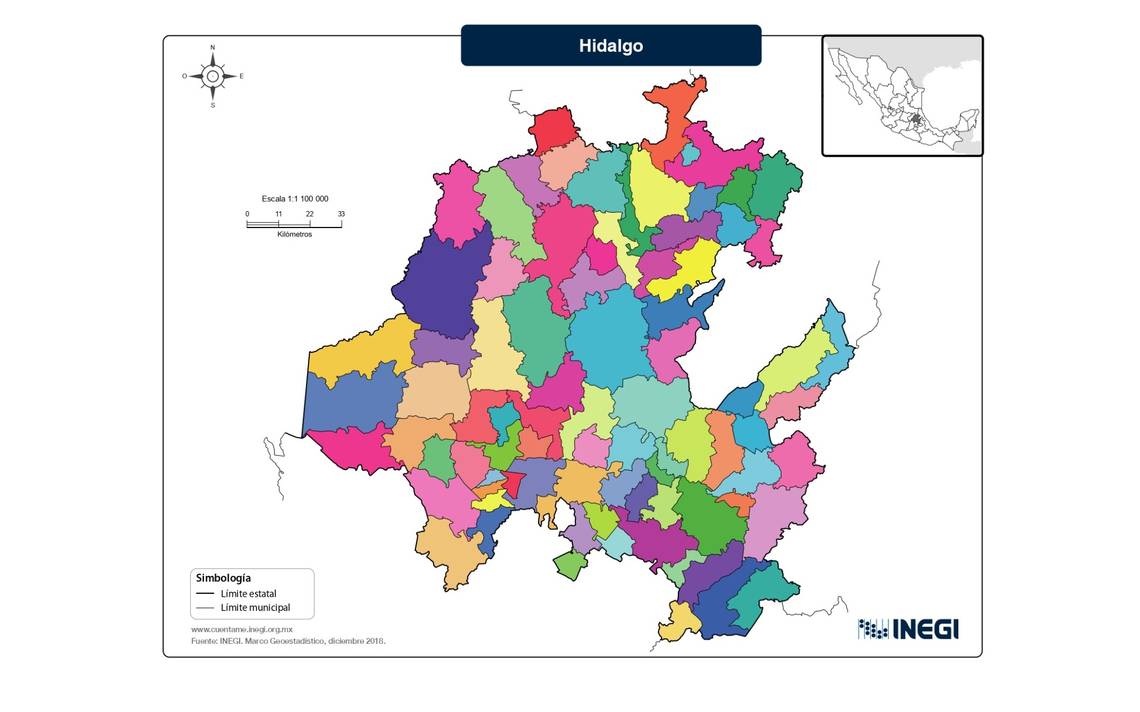 Hidalgo
N
O
E
S
Escala 1:1 100 000
0 11 22 33
Kilómetros
Simbología
Límite estatal
Límite municipal
www.cuentame.inegi.org.mx
Fuente: INEGI. Marco Geoestadístico, diciembre 2018.
INEGI